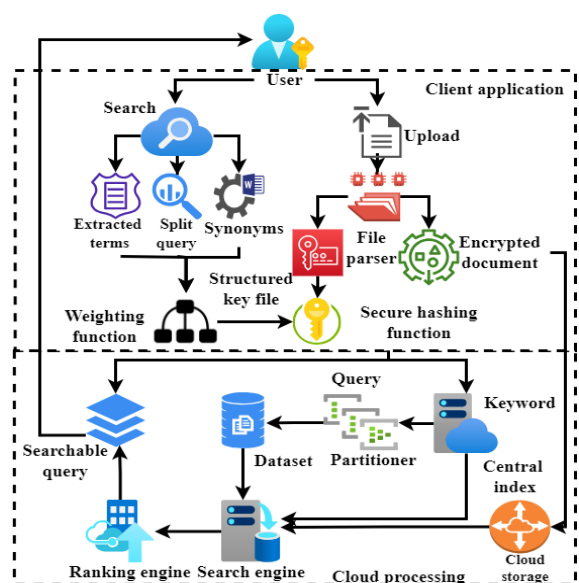 User
Client application
Search
Upload
Extracted
terms
Split
query
Synonyms
W
File
parser
Encrypted
document
Structured
key file
Weighting
function
Secure hashing
function
Query
Keyword
Searchable
query
Dataset
Partitioner
Central
index
Ranking engine
Search engine
Cloud
storage
Cloud processing